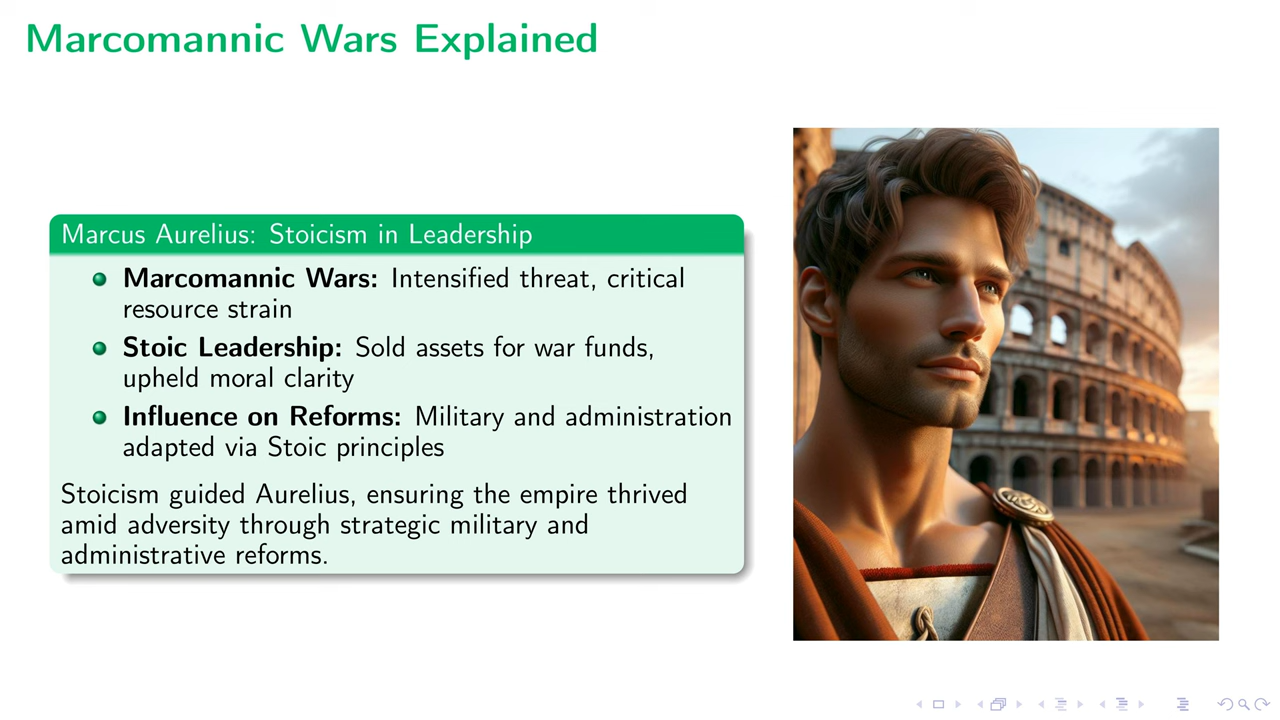 Marcomannic Wars Explained
Marcus Aurelius: Stoicism in Leadership
Marcomannic Wars: Intensified threat, critical
resource strain
Stoic Leadership: Sold assets for war funds,
upheld moral clarity
Influence on Reforms: Military and administration
adapted via Stoic principles
Stoicism guided Aurelius, ensuring the empire thrived
amid adversity through strategic military and
administrative reforms.